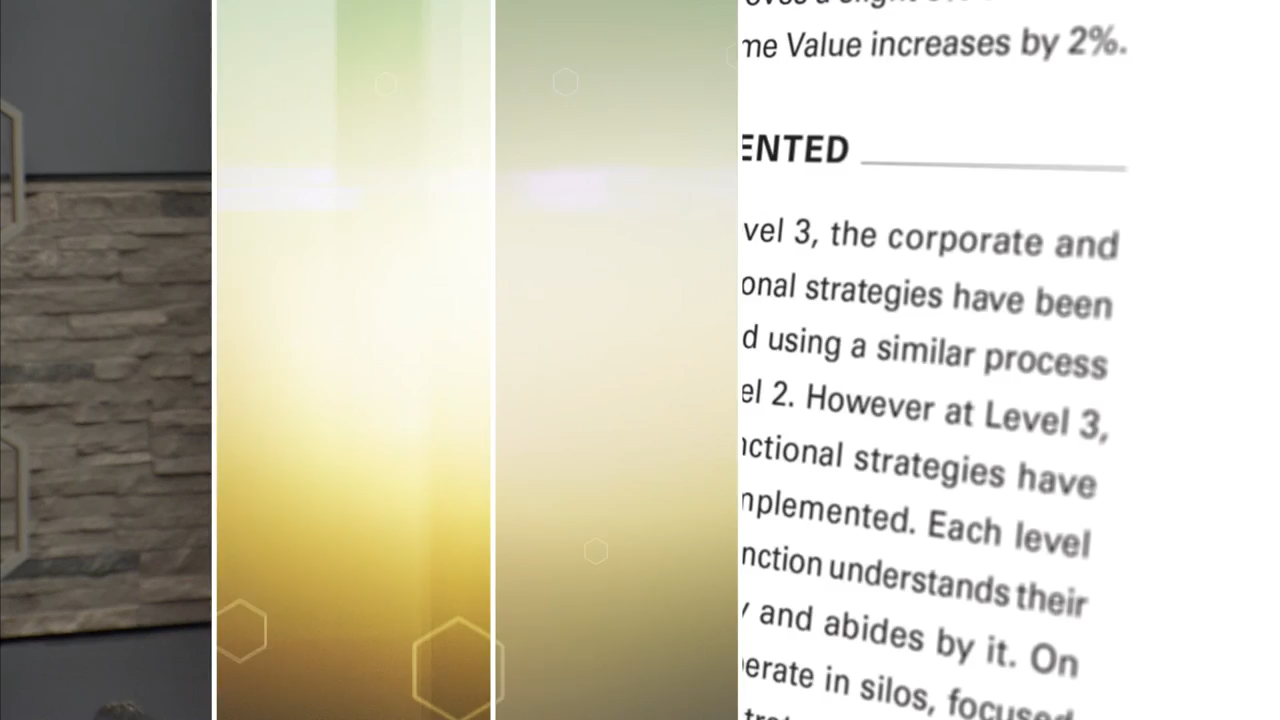 me Value increases by 2%.
ENTED
vel 3, the corporate and
onal strategies have been
d using a similar process
el 2. However at Level 3,
nctional strategies have
mplemented. Each level
nction understands their
y and abides by it. On
erate in silos, focused